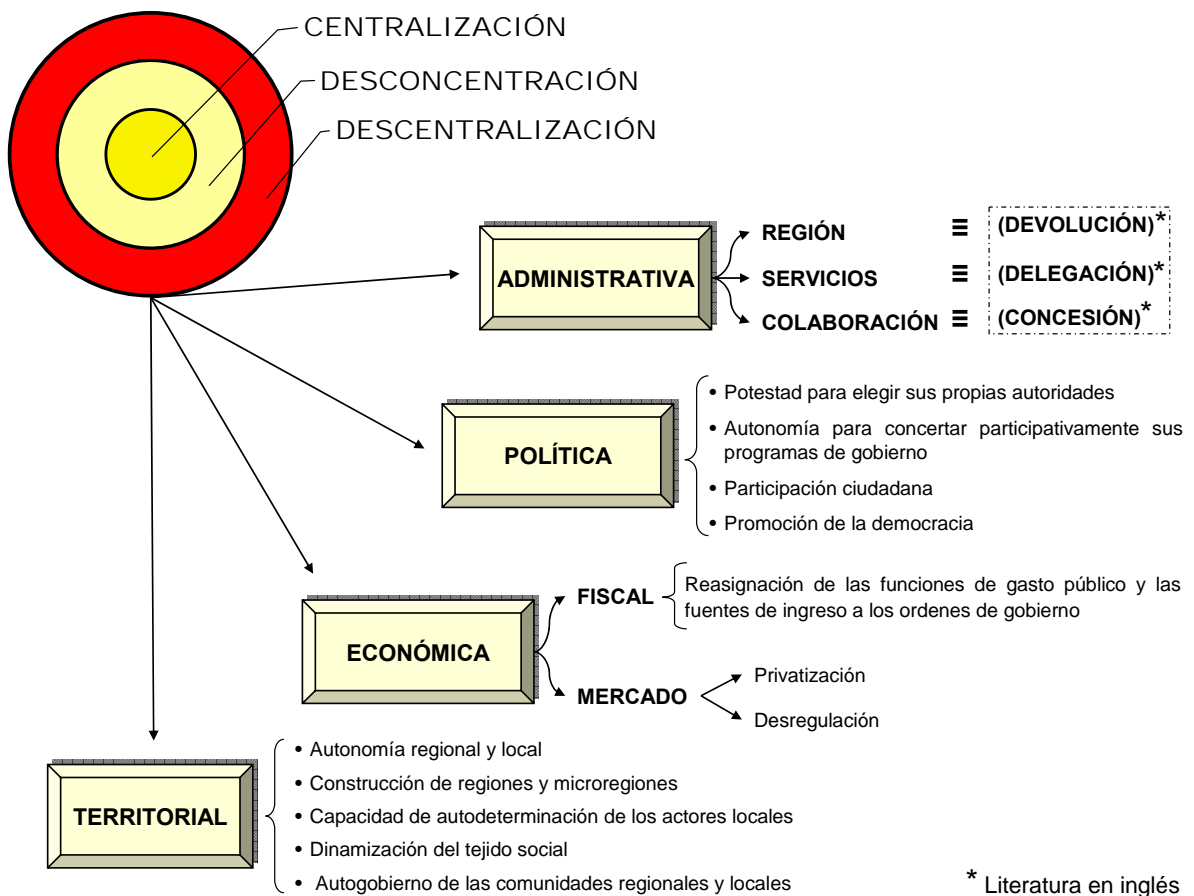 CENTRALIZACIÓN
DESCONCENTRACIÓN
DESCENTRALIZACIÓN
ADMINISTRATIVA
REGIÓN ≡ (DEVOLUCIÓN)*
SERVICIOS ≡ (DELEGACIÓN)*
COLABORACIÓN ≡ (CONCESIÓN)*
POLÍTICA
• Potestad para elegir sus propias autoridades
• Autonomía para concertar participativamente sus
programas de gobierno
• Participación ciudadana
• Promoción de la democracia
ECONÓMICA
FISCAL
Reasignación de las funciones de gasto público y las
fuentes de ingreso a los ordenes de gobierno
MERCADO
Privatización
Desregulación
TERRITORIAL
• Autonomía regional y local
• Construcción de regiones y microregiones
• Capacidad de autodeterminación de los actores locales
• Dinamización del tejido social
• Autogobierno de las comunidades regionales y locales
* Literatura en inglés